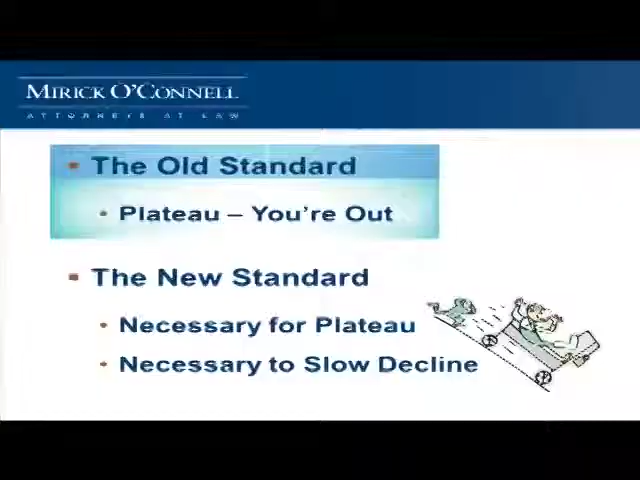 MIRICK O'CONNELL
ATTORNEYS AT LAW
The Old Standard
Plateau – You're Out
The New Standard
Necessary for Plateau
Necessary to Slow Decline